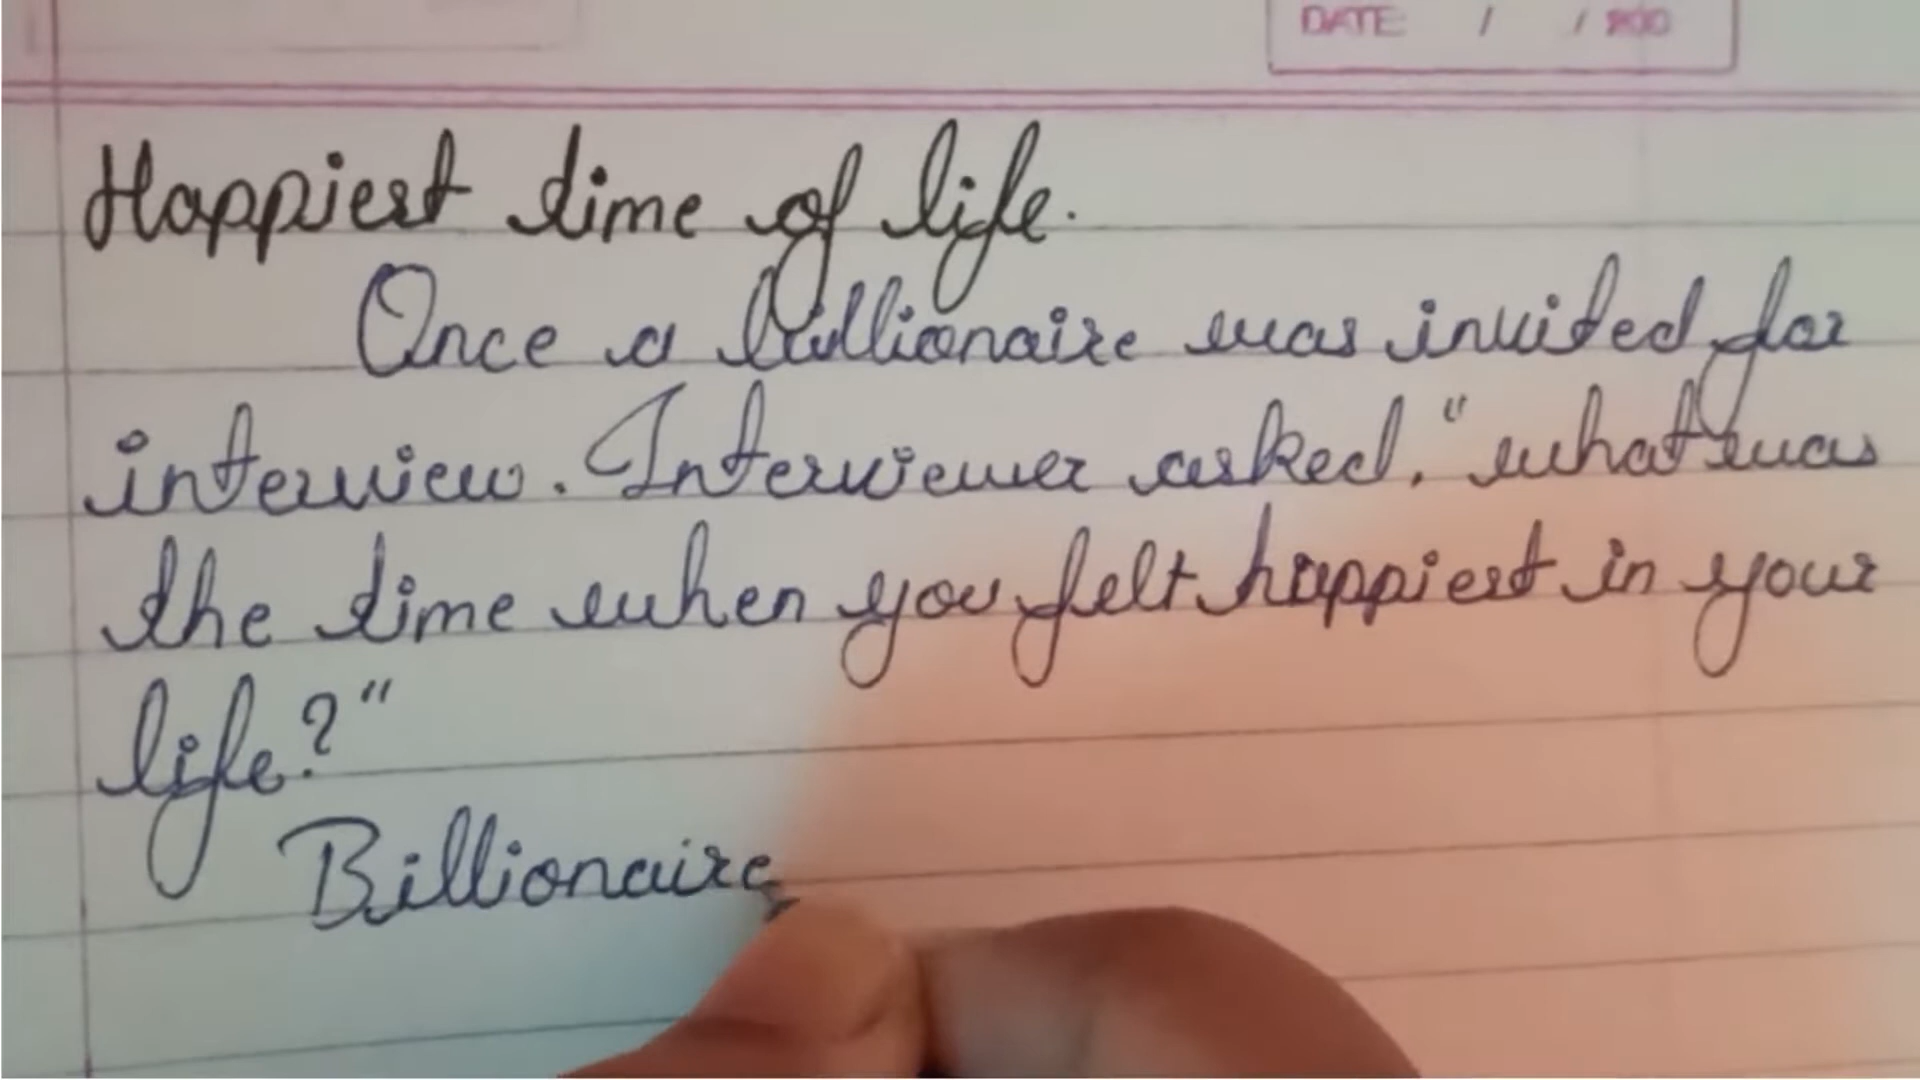 DATE / / 200
Happiest time of life.
Once a billionaire was invited for
interview. Interviewer asked, "what was
the time when you felt happiest in your
life?"
Billionaire